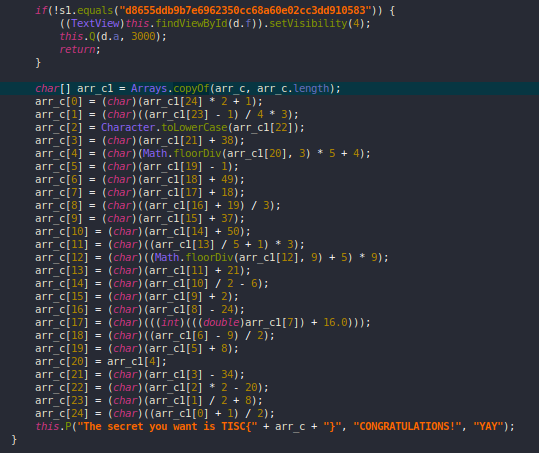 if(!s1.equals("d8655ddb9b7e6962350cc68a60e02cc3dd910583")) {
((TextView)this.findViewById(d.f)).setVisibility(4);
this.Q(d.a, 3000);
return;
}
char[] arr_c1 = Arrays.copyOf(arr_c, arr_c.length);
arr_c[0] = (char)(arr_c1[24] * 2 + 1);
arr_c[1] = (char)((arr_c1[23] - 1) / 4 * 3);
arr_c[2] = Character.toLowerCase(arr_c1[22]);
arr_c[3] = (char)(arr_c1[21] + 38);
arr_c[4] = (char)(Math.floorDiv(arr_c1[20], 3) * 5 + 4);
arr_c[5] = (char)(arr_c1[19] - 1);
arr_c[6] = (char)(arr_c1[18] + 49);
arr_c[7] = (char)(arr_c1[17] + 18);
arr_c[8] = (char)((arr_c1[16] + 19) / 3);
arr_c[9] = (char)(arr_c1[15] + 37);
arr_c[10] = (char)(arr_c1[14] + 50);
arr_c[11] = (char)((arr_c1[13] / 5 + 1) * 3);
arr_c[12] = (char)((Math.floorDiv(arr_c1[12], 9) + 5) * 9);
arr_c[13] = (char)(arr_c1[11] + 21);
arr_c[14] = (char)(arr_c1[10] / 2 - 6);
arr_c[15] = (char)(arr_c1[9] + 2);
arr_c[16] = (char)(arr_c1[8] - 24);
arr_c[17] = (char)(((int)(((double)arr_c1[7]) + 16.0)));
arr_c[18] = (char)((arr_c1[6] - 9) / 2);
arr_c[19] = (char)(arr_c1[5] + 8);
arr_c[20] = arr_c1[4];
arr_c[21] = (char)(arr_c1[3] - 34);
arr_c[22] = (char)(arr_c1[2] * 2 - 20);
arr_c[23] = (char)(arr_c1[1] / 2 + 8);
arr_c[24] = (char)((arr_c1[0] + 1) / 2);
this.P("The secret you want is TISC{" + arr_c + "}", "CONGRATULATIONS!", "YAY");
}